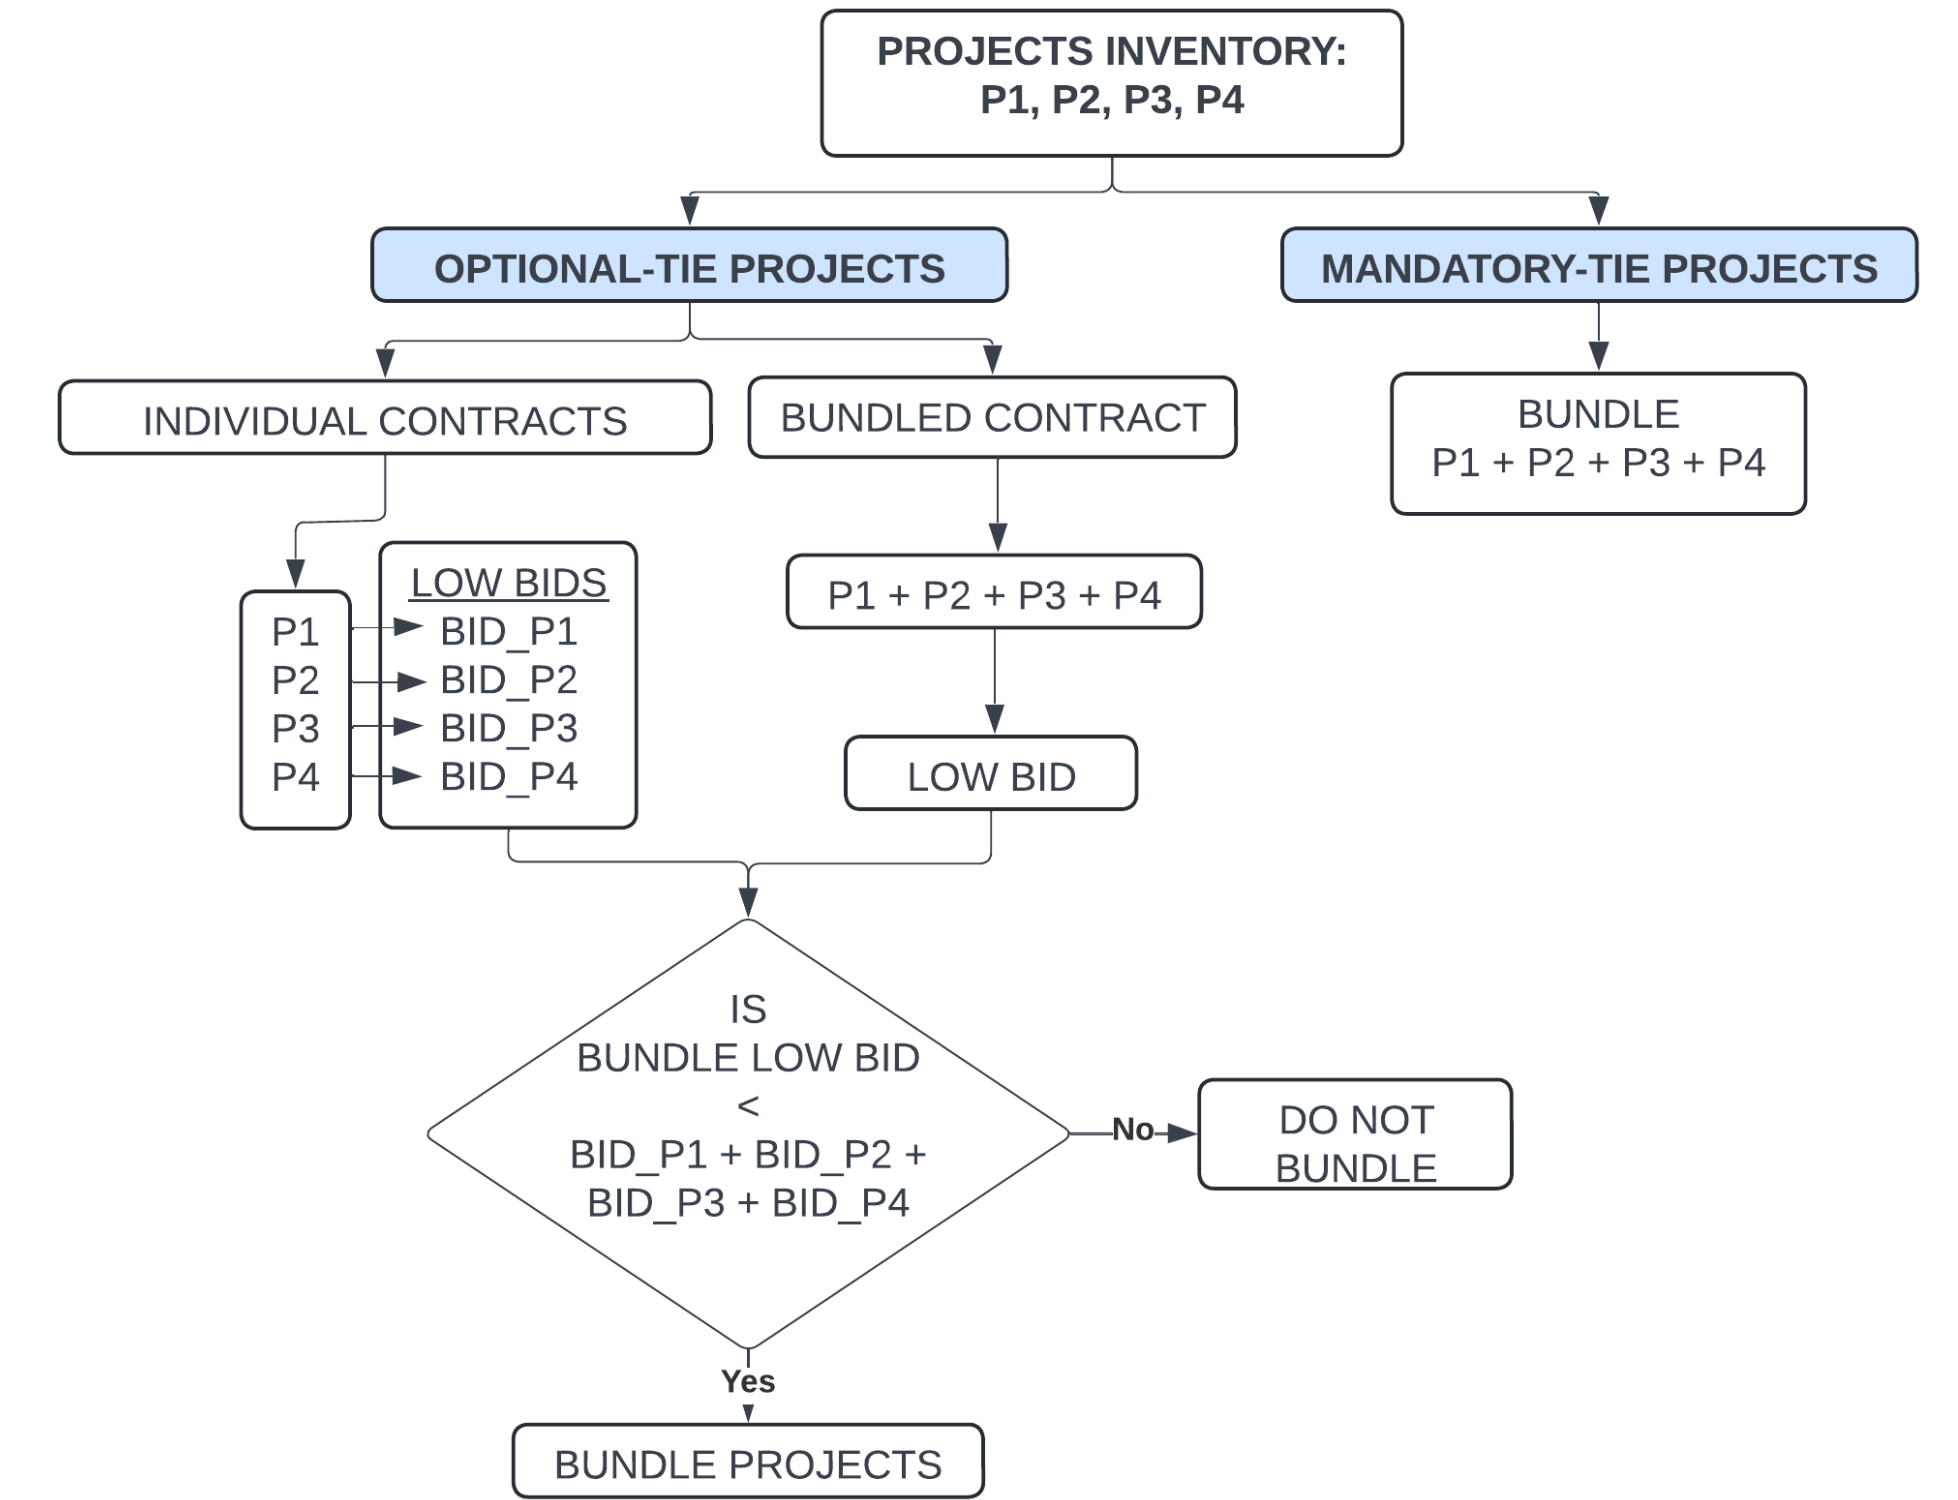 PROJECTS INVENTORY:
P1, P2, P3, P4
OPTIONAL-TIE PROJECTS
MANDATORY-TIE PROJECTS
INDIVIDUAL CONTRACTS
BUNDLED CONTRACT
BUNDLE
P1 + P2 + P3 + P4
P1
P2
P3
P4
LOW BIDS
BID_P1
BID_P2
BID_P3
BID_P4
P1 + P2 + P3 + P4
LOW BID
IS
BUNDLE LOW BID
<
BID_P1 + BID_P2 +
BID_P3 + BID_P4
No
DO NOT
BUNDLE
Yes
BUNDLE PROJECTS